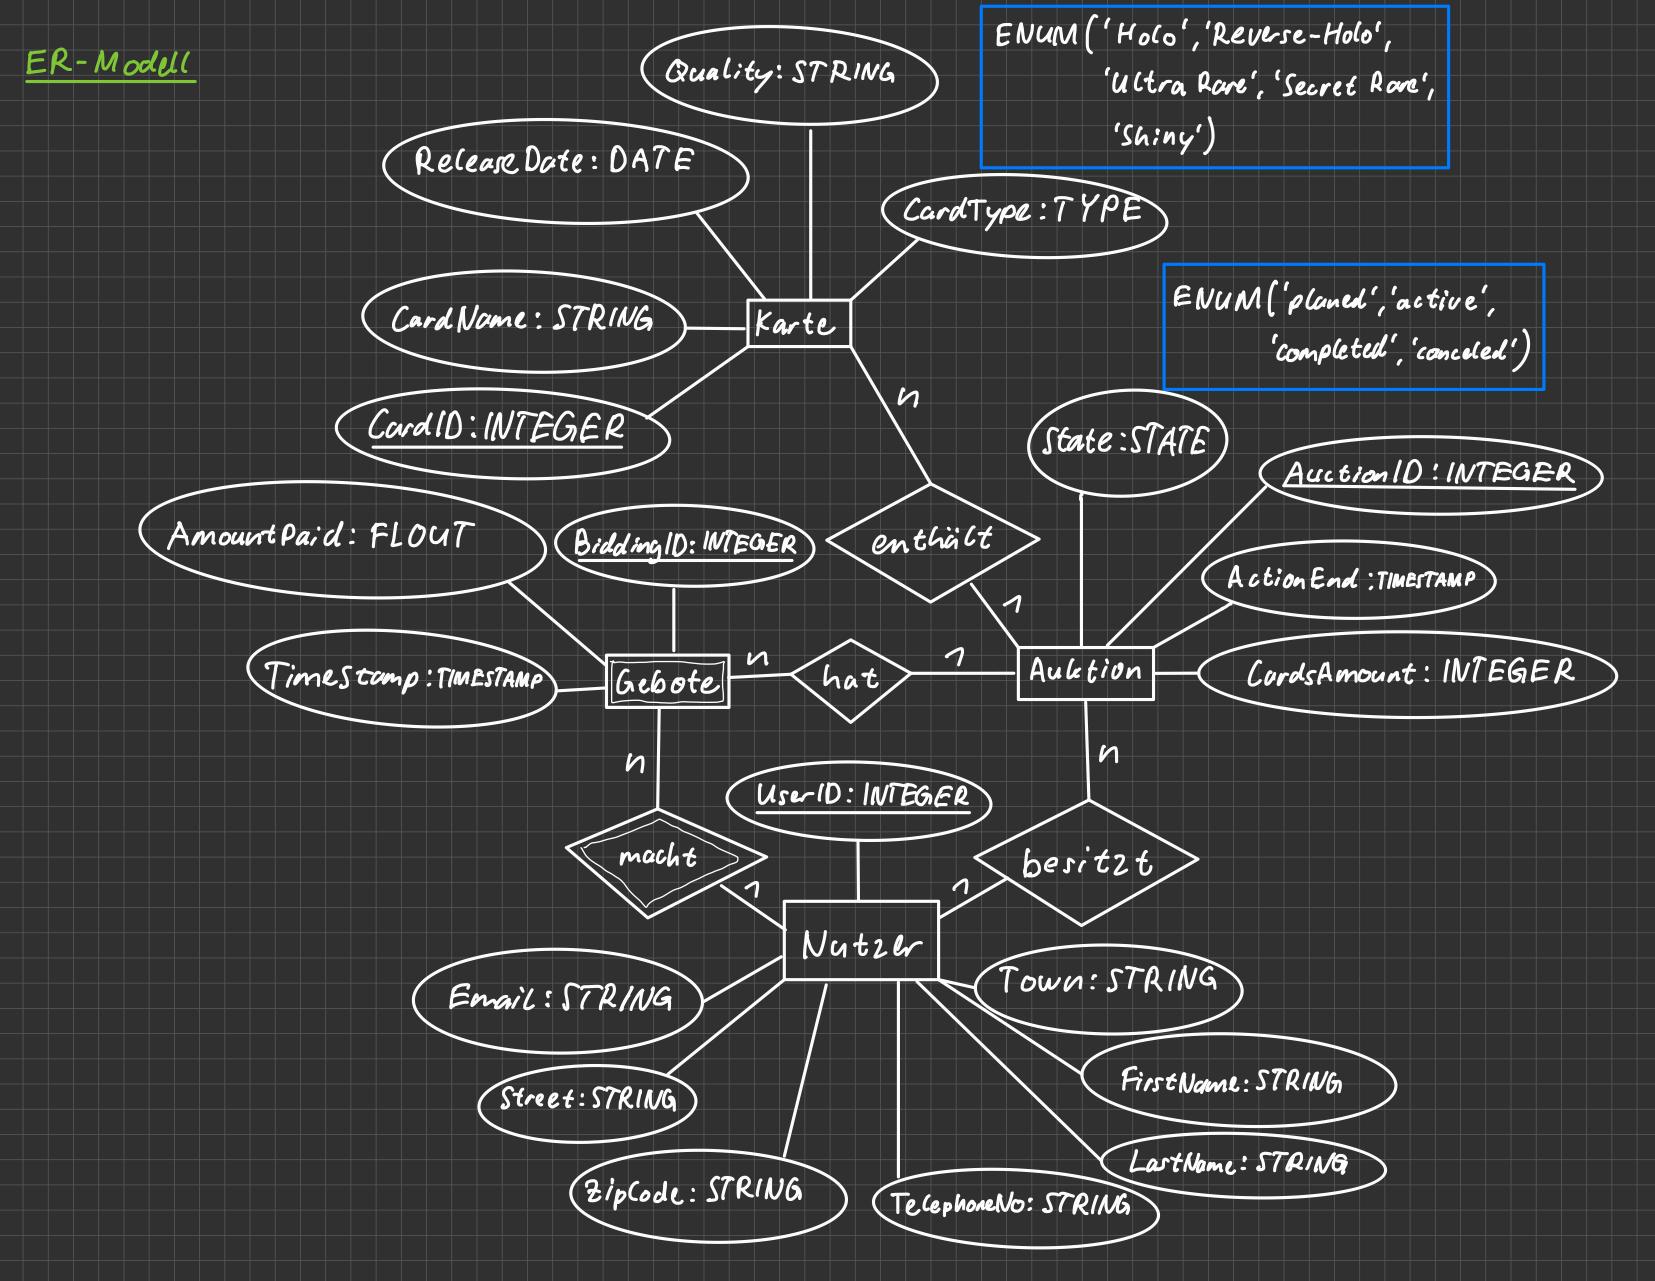 ER-Modell
Quality: STRING
ENUM('Holo','Reverse-Holo',
'Ultra Rare','Secret Rare',
'Shiny')
ReleaseDate: DATE
CardType: TYPE
CardName: STRING
Karte
ENUM('planed','active',
'completed','canceled')
CardID: INTEGER
n
State: STATE
AuctionID: INTEGER
AmountPaid: FLOUT
BiddingID: INTEGER
enthält
ActionEnd: TIMESTAMP
1
TimeStamp: TIMESTAMP
Gebote
n
hat
1
Auktion
CardsAmount: INTEGER
n
n
UserID: INTEGER
macht
besitzt
1
1
Nutzer
Email: STRING
Town: STRING
Street: STRING
FirstName: STRING
LastName: STRING
ZipCode: STRING
TelephoneNo: STRING